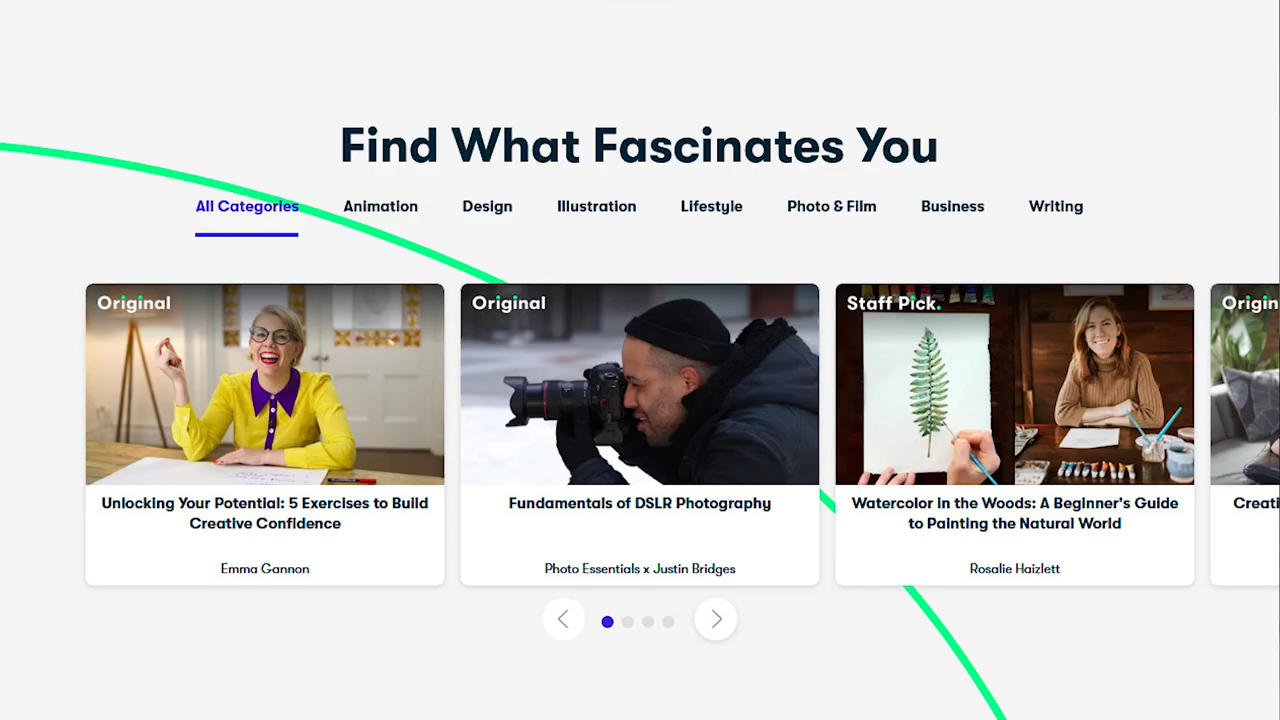 Find What Fascinates You
All Categories Animation Design Illustration Lifestyle Photo & Film Business Writing
Original
Original
Staff Pick.
Origin
Unlocking Your Potential: 5 Exercises to Build
Creative Confidence
Emma Gannon
Fundamentals of DSLR Photography
Photo Essentials x Justin Bridges
Watercolor in the Woods: A Beginner's Guide
to Painting the Natural World
Rosalie Haizlett
Creati